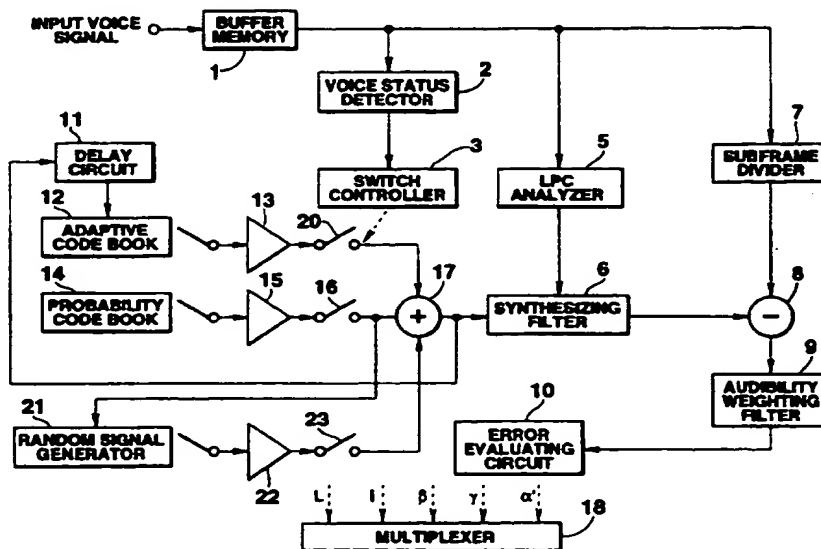 INPUT VOICE
SIGNAL
BUFFER
MEMORY
1
2
VOICE STATUS
DETECTOR
3
SWITCH
CONTROLLER
5
LPC
ANALYZER
7
SUBFRAME
DIVIDER
11
DELAY
CIRCUIT
12
ADAPTIVE
CODE BOOK
13
20
14
PROBABILITY
CODE BOOK
15
16
17
+
6
SYNTHESIZING
FILTER
8
−
9
AUDIBILITY
WEIGHTING
FILTER
10
ERROR
EVALUATING
CIRCUIT
21
RANDOM SIGNAL
GENERATOR
22
23
L i β γ α'
18
MULTIPLEXER